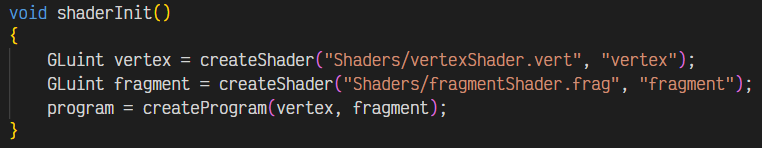 void shaderInit()
{
    GLuint vertex = createShader("Shaders/vertexShader.vert", "vertex");
    GLuint fragment = createShader("Shaders/fragmentShader.frag", "fragment");
    program = createProgram(vertex, fragment);
}